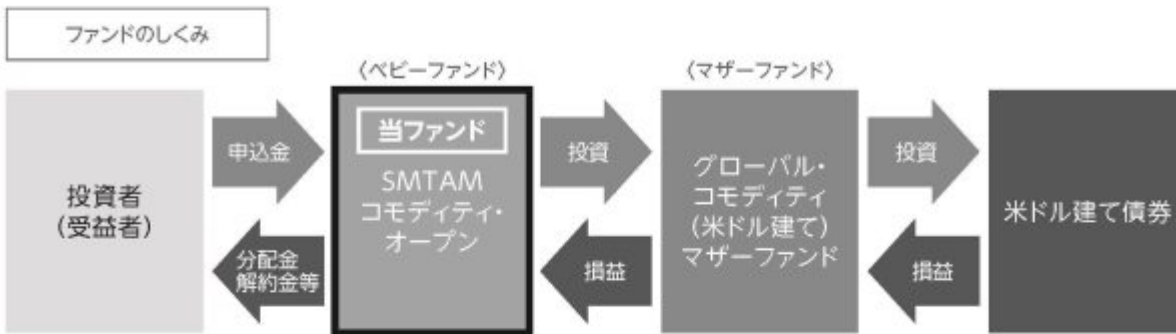 ファンドのしくみ
〈ベビーファンド〉
〈マザーファンド〉
投資者
(受益者)
申込金
分配金
解約金等
当ファンド
SMTAM
コモディティ・
オープン
投資
損益
グローバル・
コモディティ
(米ドル建て)
マザーファンド
投資
損益
米ドル建て債券